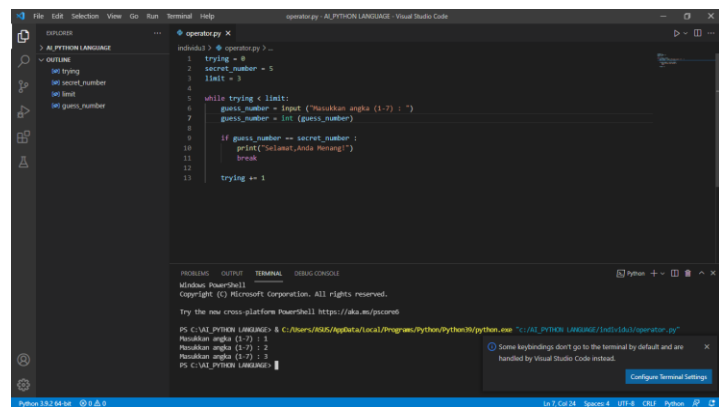 File Edit Selection View Go Run Terminal Help
operator.py - AI_PYTHON LANGUAGE - Visual Studio Code
EXPLORER
AI_PYTHON LANGUAGE
OUTLINE
trying
secret_number
limit
guess_number
operator.py
individu3 > operator.py > ...
1 trying = 0
2 secret_number = 5
3 limit = 3
4
5 while trying < limit:
6 guess_number = input ("Masukkan angka (1-7) : ")
7 guess_number = int (guess_number)
8
9 if guess_number == secret_number :
10 print("Selamat,Anda Menang!")
11 break
12
13 trying += 1
PROBLEMS OUTPUT TERMINAL DEBUG CONSOLE
Python
Windows PowerShell
Copyright (C) Microsoft Corporation. All rights reserved.
Try the new cross-platform PowerShell https://aka.ms/pscore6
PS C:\AI_PYTHON LANGUAGE> & C:/Users/ASUS/AppData/Local/Programs/Python/Python39/python.exe "c:/AI_PYTHON LANGUAGE/individu3/operator.py"
Masukkan angka (1-7) : 1
Masukkan angka (1-7) : 2
Masukkan angka (1-7) : 3
PS C:\AI_PYTHON LANGUAGE>
Some keybindings don't go to the terminal by default and are
handled by Visual Studio Code instead.
Configure Terminal Settings
Python 3.9.2 64-bit 0 0 Ln 7, Col 24 Spaces: 4 UTF-8 CRLF Python